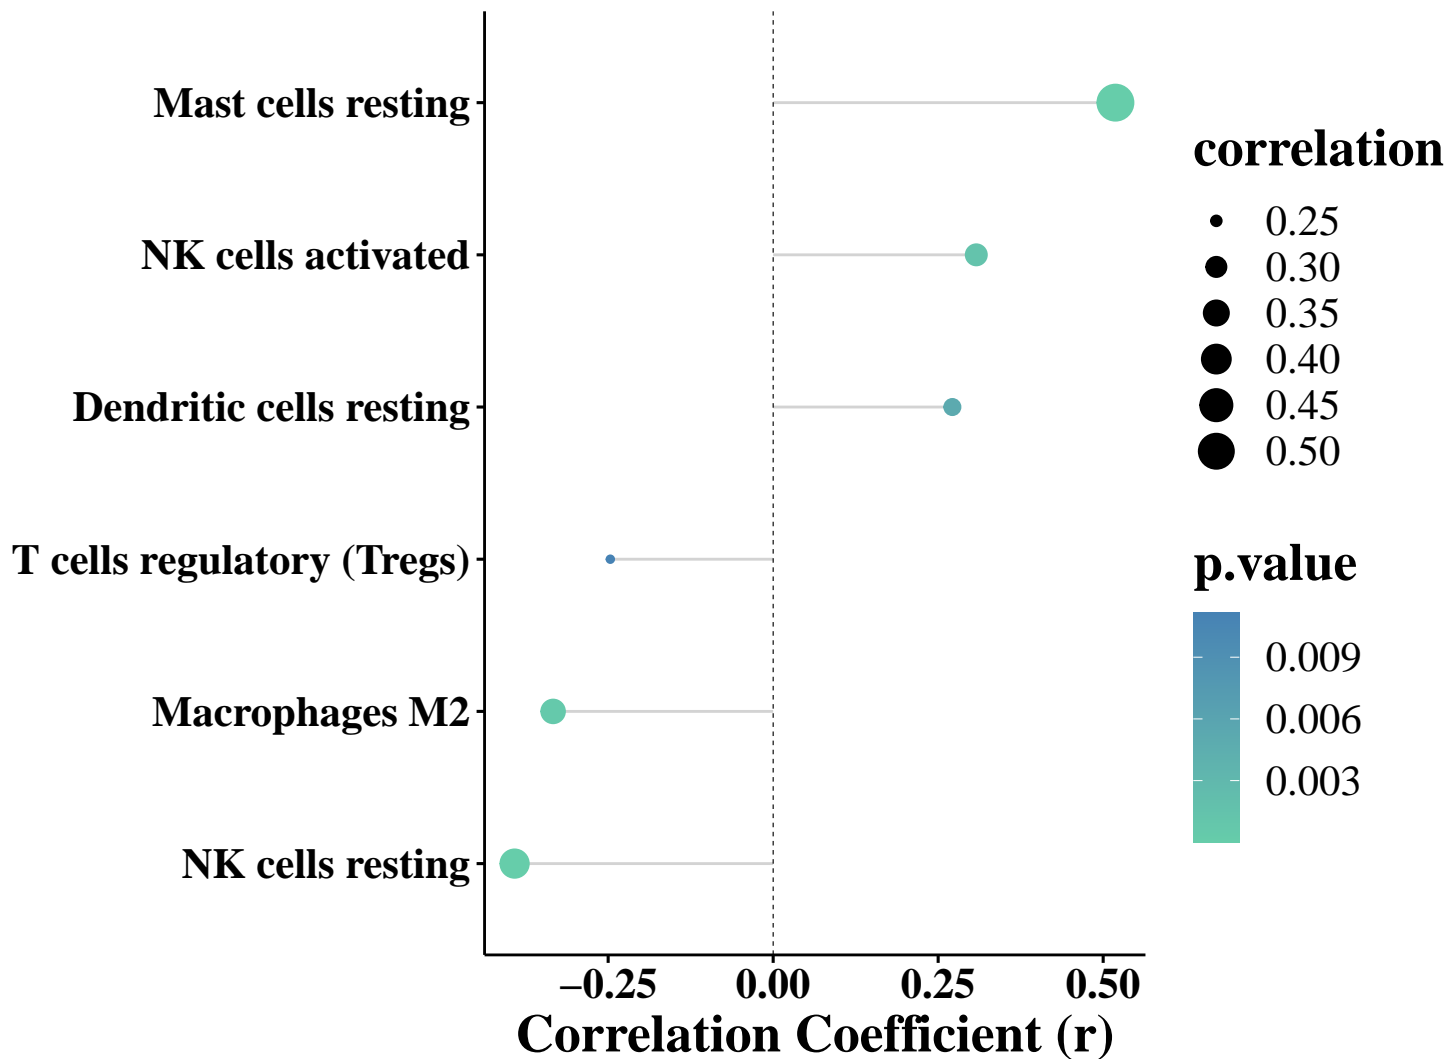 Mast cells resting
NK cells activated
Dendritic cells resting
T cells regulatory (Tregs)
Macrophages M2
NK cells resting
−0.25 0.00 0.25 0.50
Correlation Coefficient (r)
correlation
0.25
0.30
0.35
0.40
0.45
0.50
p.value
0.009
0.006
0.003